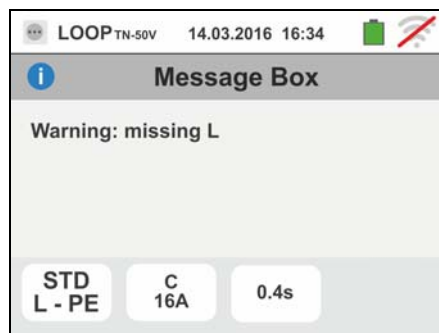 LOOP TN-50V 14.03.2016 16:34
i Message Box
Warning: missing L
STD C 0.4s
L - PE 16A